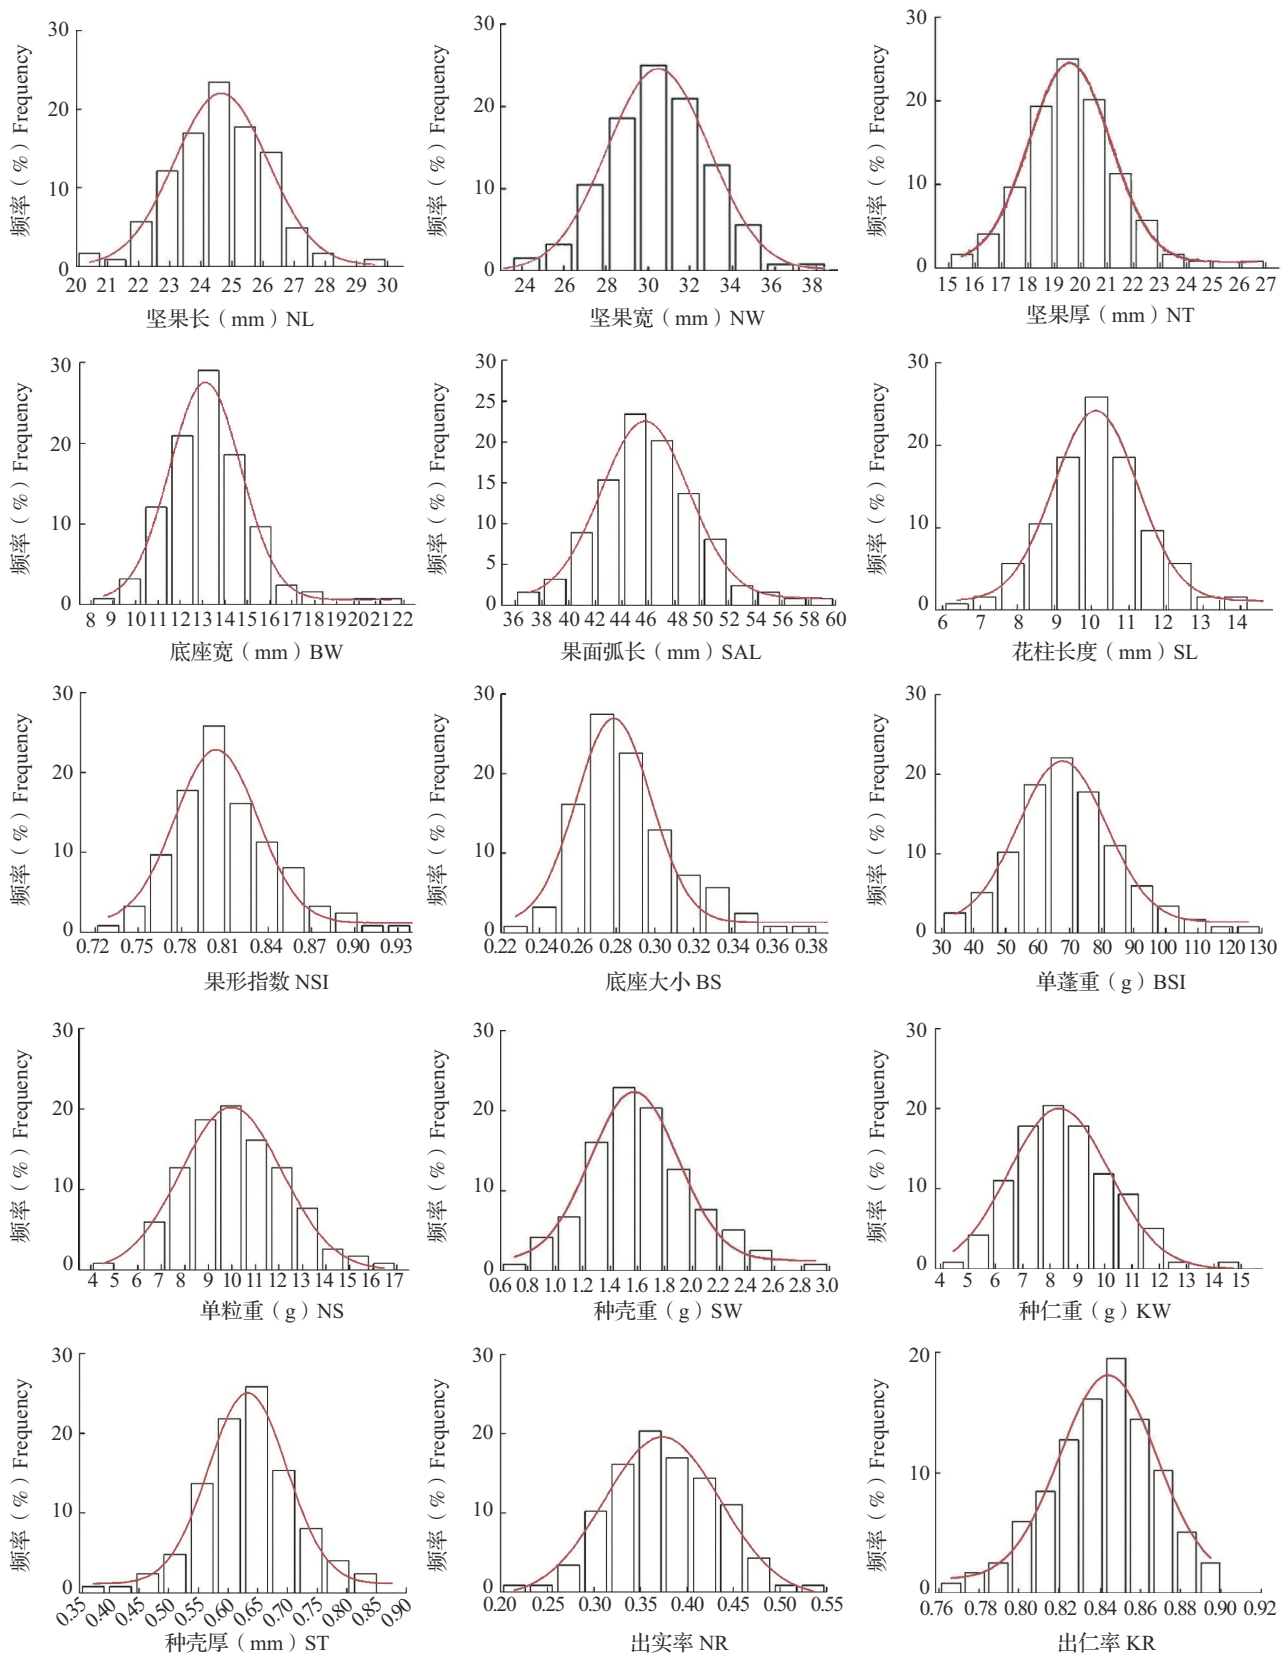 30 20 10 0
频率（%）Frequency
20 21 22 23 24 25 26 27 28 29 30
坚果长（mm）NL
30 20 10 0
频率（%）Frequency
24 26 28 30 32 34 36 38
坚果宽（mm）NW
30 20 10 0
频率（%）Frequency
15 16 17 18 19 20 21 22 23 24 25 26 27
坚果厚（mm）NT
30 20 10 0
频率（%）Frequency
8 9 10 11 12 13 14 15 16 17 18 19 20 21 22
底座宽（mm）BW
30 25 20 15 10 5 0
频率（%）Frequency
36 38 40 42 44 46 48 50 52 54 56 58 60
果面弧长（mm）SAL
30 20 10 0
频率（%）Frequency
6 7 8 9 10 11 12 13 14
花柱长度（mm）SL
30 20 10 0
频率（%）Frequency
0.72 0.75 0.78 0.81 0.84 0.87 0.90 0.93
果形指数 NSI
30 20 10 0
频率（%）Frequency
0.22 0.24 0.26 0.28 0.30 0.32 0.34 0.36 0.38
底座大小 BS
30 20 10 0
频率（%）Frequency
30 40 50 60 70 80 90 100 110 120 130
单蓬重（g）BSI
30 20 10 0
频率（%）Frequency
4 5 6 7 8 9 10 11 12 13 14 15 16 17
单粒重（g）NS
30 20 10 0
频率（%）Frequency
0.6 0.8 1.0 1.2 1.4 1.6 1.8 2.0 2.2 2.4 2.6 2.8 3.0
种壳重（g）SW
30 20 10 0
频率（%）Frequency
4 5 6 7 8 9 10 11 12 13 14 15
种仁重（g）KW
30 20 10 0
频率（%）Frequency
0.35 0.40 0.45 0.50 0.55 0.60 0.65 0.70 0.75 0.80 0.85 0.90
种壳厚（mm）ST
30 20 10 0
频率（%）Frequency
0.20 0.25 0.30 0.35 0.40 0.45 0.50 0.55
出实率 NR
20 10 0
频率（%）Frequency
0.76 0.78 0.80 0.82 0.84 0.86 0.88 0.90 0.92
出仁率 KR